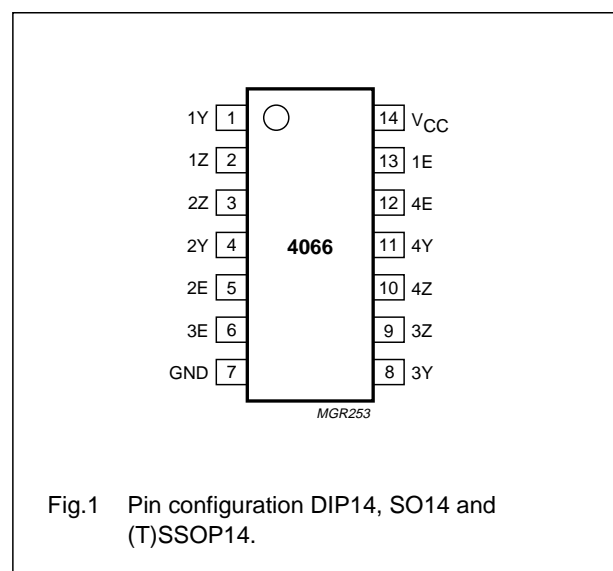 1Y 1 14 VCC
1Z 2 13 1E
2Z 3 12 4E
2Y 4 4066 11 4Y
2E 5 10 4Z
3E 6 9 3Z
GND 7 8 3Y
MGR253
Fig.1 Pin configuration DIP14, SO14 and
(T)SSOP14.